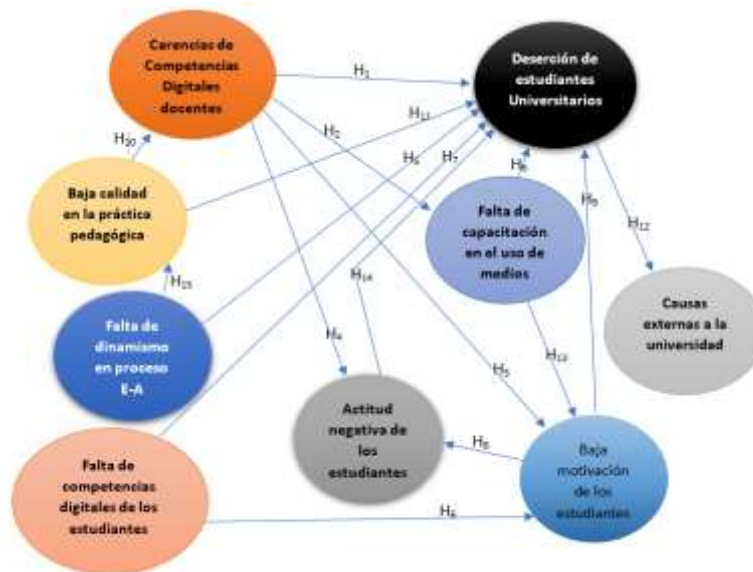 Carencias de
Competencias
Digitales
docentes
Deserción de
estudiantes
Universitarios
H₁
H₁₁
H₂
H₁₀
H₇
Baja calidad
en la práctica
pedagógica
Falta de
capacitación
en el uso de
medios
H₉
H₁₂
H₁₅
H₁₄
Causas
externas a la
universidad
Falta de
dinamismo
en proceso
E-A
H₄
H₁₃
H₅
Actitud
negativa de
los
estudiantes
Baja
motivación
de los
estudiantes
H₈
Falta de
competencias
digitales de los
estudiantes